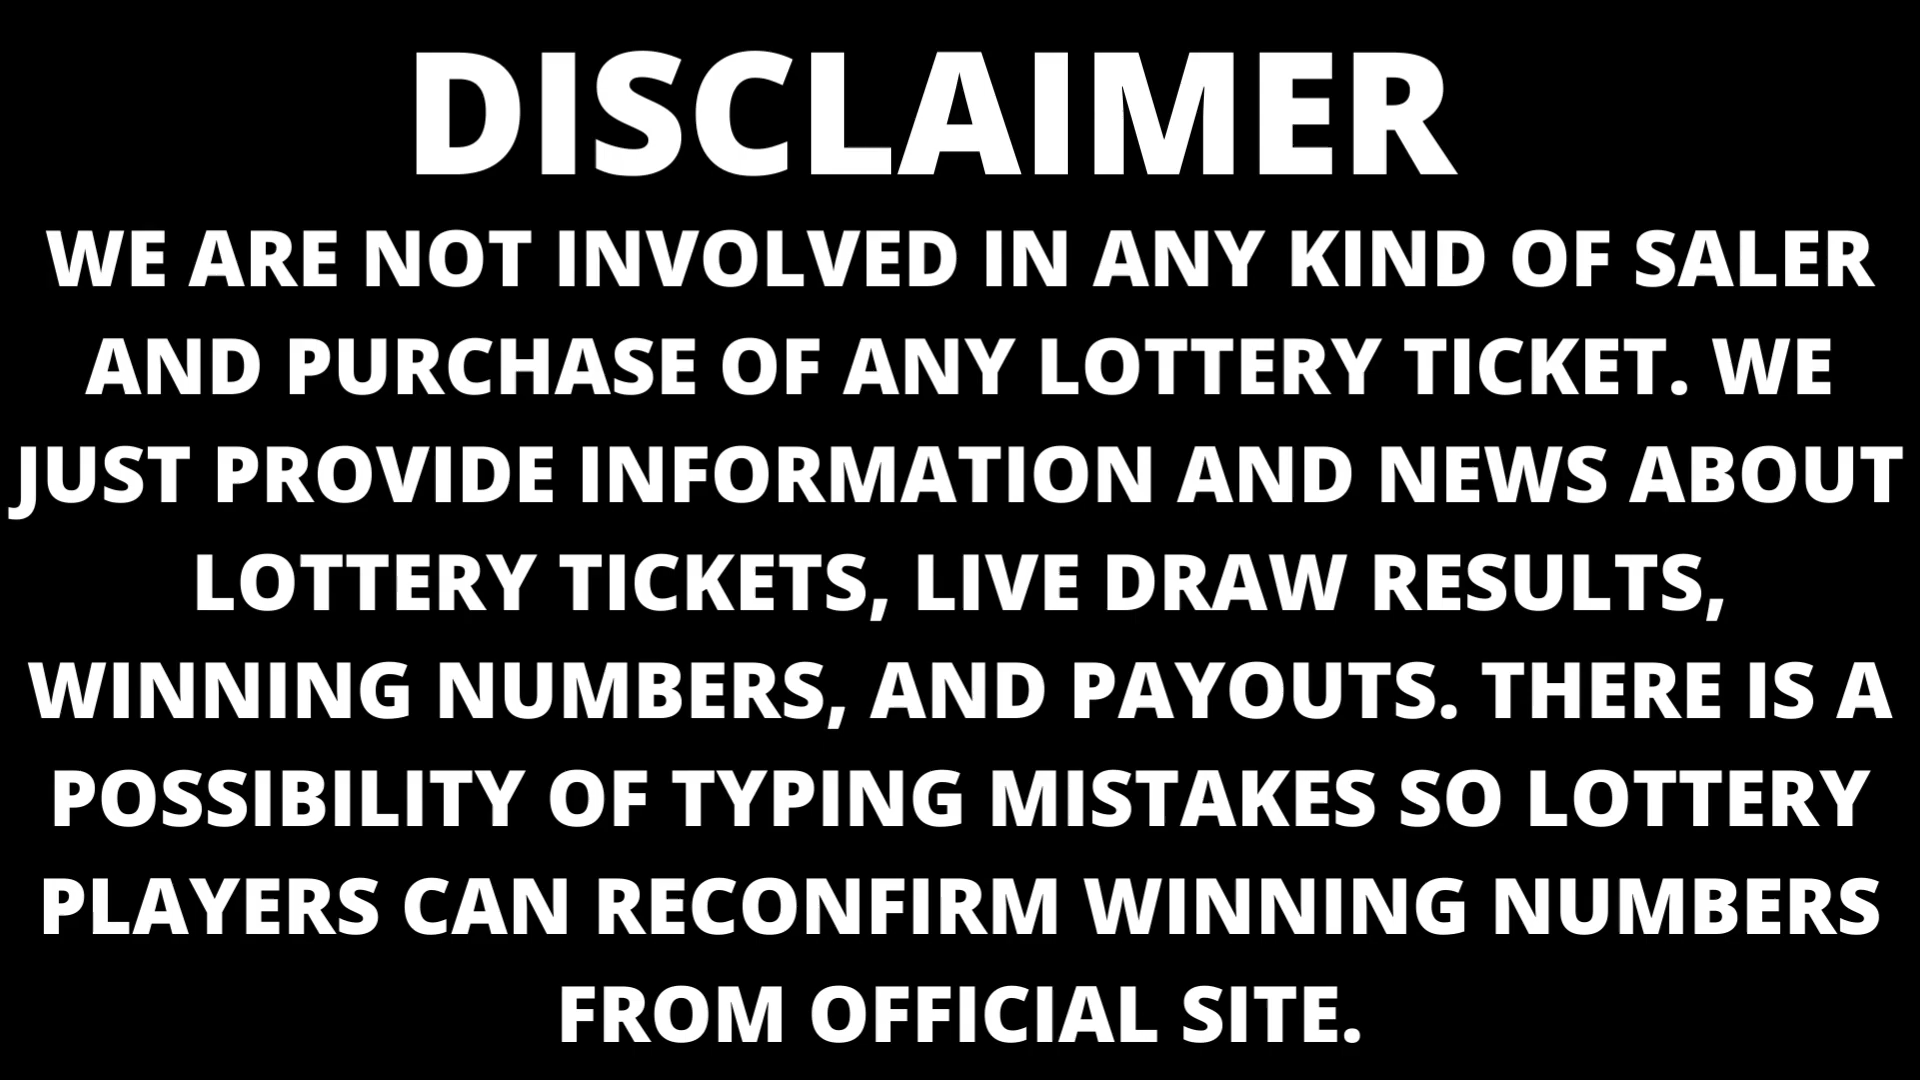 DISCLAIMER
WE ARE NOT INVOLVED IN ANY KIND OF SALER
AND PURCHASE OF ANY LOTTERY TICKET. WE
JUST PROVIDE INFORMATION AND NEWS ABOUT
LOTTERY TICKETS, LIVE DRAW RESULTS,
WINNING NUMBERS, AND PAYOUTS. THERE IS A
POSSIBILITY OF TYPING MISTAKES SO LOTTERY
PLAYERS CAN RECONFIRM WINNING NUMBERS
FROM OFFICIAL SITE.